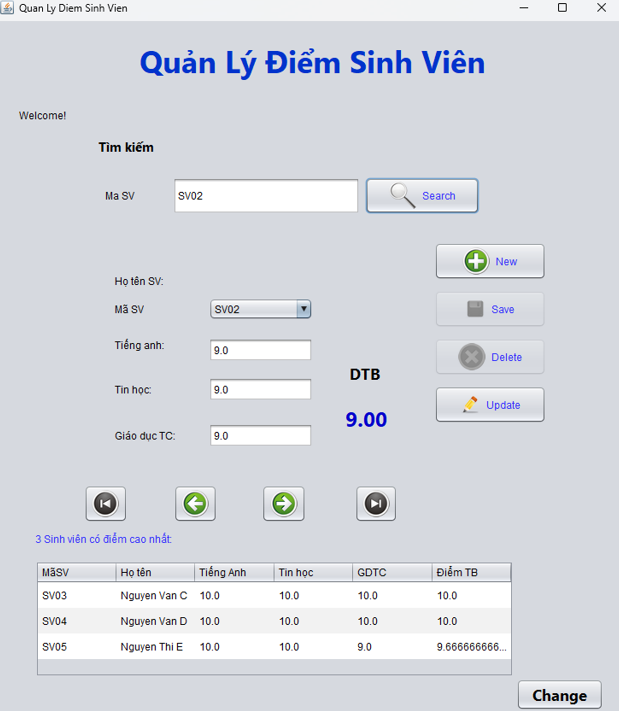 Quan Ly Diem Sinh Vien
Quản Lý Điểm Sinh Viên
Welcome!
Tìm kiếm
Ma SV SV02 Search
New
Họ tên SV:
Mã SV SV02 Save
Tiếng anh: 9.0 Delete
DTB
Tin học: 9.0 Update
9.00
Giáo dục TC: 9.0
3 Sinh viên có điểm cao nhất:
MãSV Họ tên Tiếng Anh Tin học GDTC Điểm TB
SV03 Nguyen Van C 10.0 10.0 10.0 10.0
SV04 Nguyen Van D 10.0 10.0 10.0 10.0
SV05 Nguyen Thi E 10.0 10.0 9.0 9.666666666...
Change